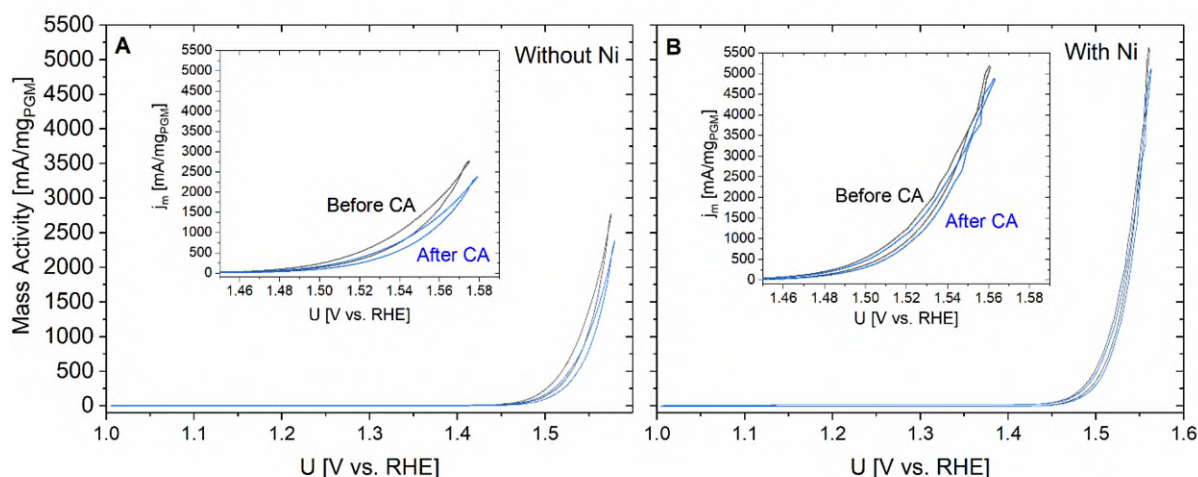 Mass Activity [mA/mgPGM]
5500
5000
4500
4000
3500
3000
2500
2000
1500
1000
500
0
A
Without Ni
jm [mA/mgPGM]
5500
5000
4500
4000
3500
3000
2500
2000
1500
1000
500
0
Before CA
After CA
1.46 1.48 1.50 1.52 1.54 1.56 1.58
U [V vs. RHE]
1.0 1.1 1.2 1.3 1.4 1.5
U [V vs. RHE]
B
With Ni
jm [mA/mgPGM]
5500
5000
4500
4000
3500
3000
2500
2000
1500
1000
500
0
Before CA
After CA
1.46 1.48 1.50 1.52 1.54 1.56 1.58
U [V vs. RHE]
1.0 1.1 1.2 1.3 1.4 1.5 1.6
U [V vs. RHE]